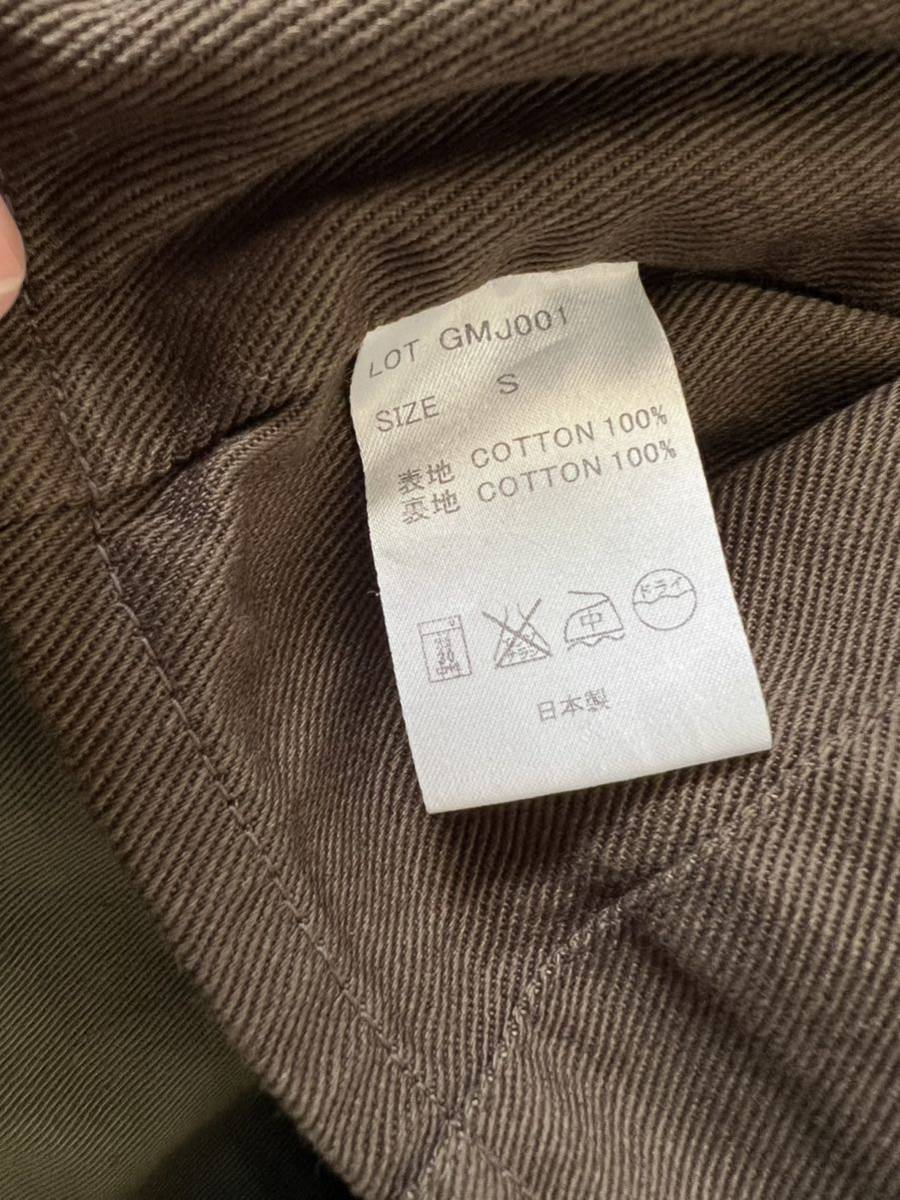 LOT GMJ001
SIZE S
表地 COTTON 100%
裏地 COTTON 100%
中 ドライ
日本製